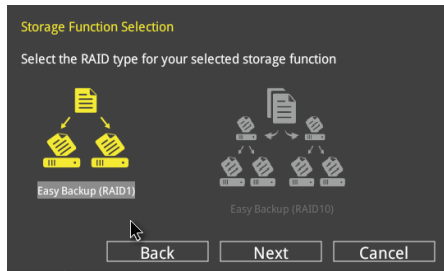 Storage Function Selection
Select the RAID type for your selected storage function
Easy Backup (RAID1)
Easy Backup (RAID10)
Back Next Cancel